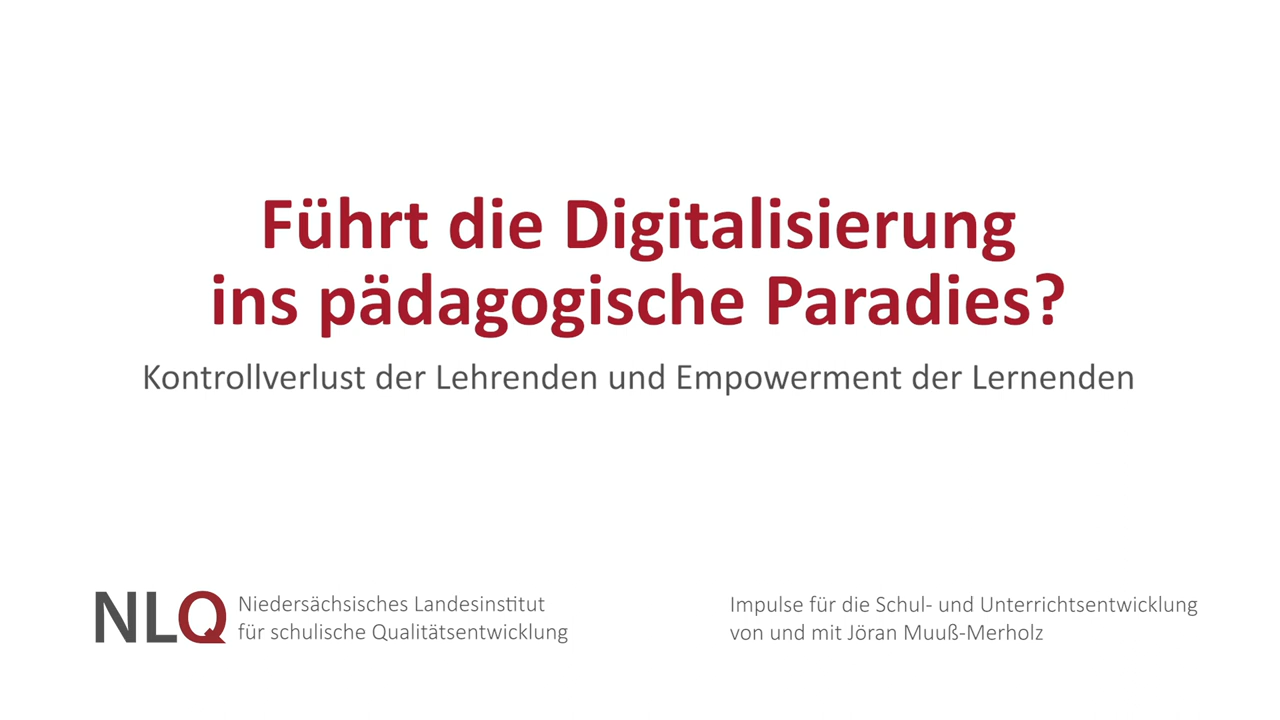 Führt die Digitalisierung
ins pädagogische Paradies?
Kontrollverlust der Lehrenden und Empowerment der Lernenden
NLQ
Niedersächsisches Landesinstitut
für schulische Qualitätsentwicklung
Impulse für die Schul- und Unterrichtsentwicklung
von und mit Jöran Muuß-Merholz